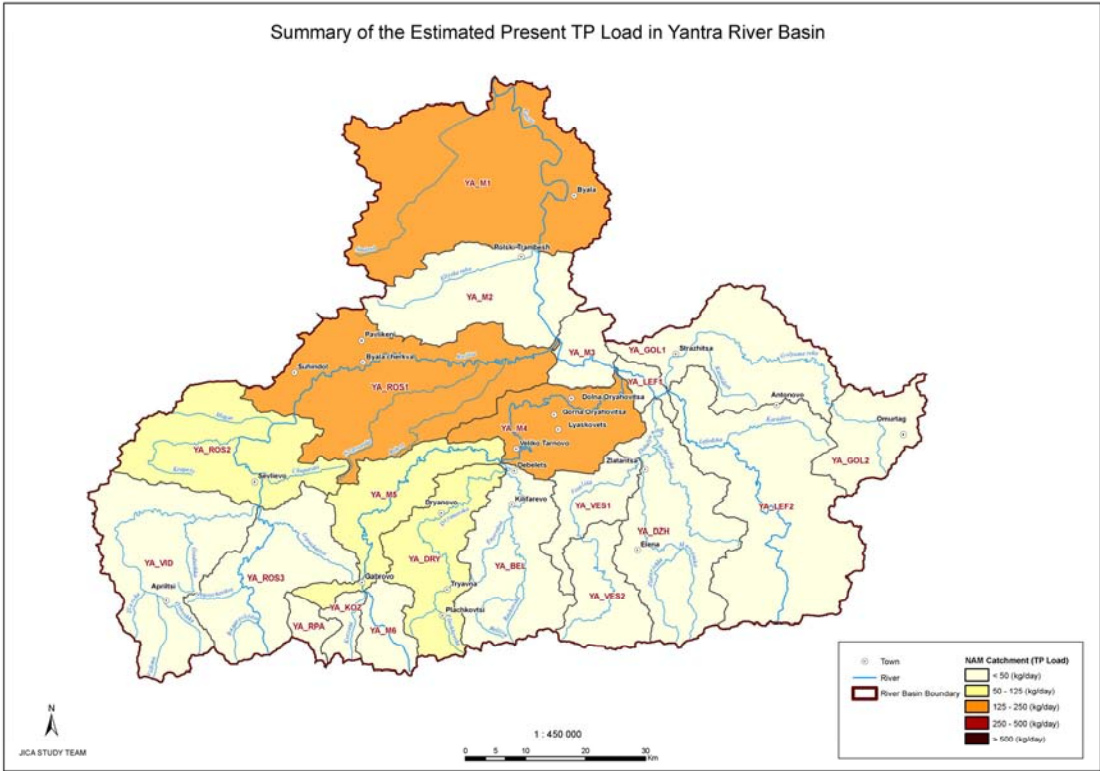 Summary of the Estimated Present TP Load in Yantra River Basin
YA_M1
Byala
Polski Trambesh
YA_M2
Pavlikeni
Byala cherkva
Suhindol
YA_ROS1
YA_M3
YA_GOL1
Strazhitsa
YA_LEF1
Dolna Oryahovitsa
Gorna Oryahovitsa
Lyaskovets
YA_M4
Veliko Tarnovo
Antonovo
Omurtag
YA_GOL2
YA_ROS2
Sevlievo
YA_M5
Debelets
Zlataritsa
Dryanovo
Kilifarevo
YA_VES1
YA_LEF2
YA_DZH
Elena
YA_VID
Apriltsi
YA_ROS3
Gabrovo
YA_DRY
YA_BEL
Tryavna
Plachkovtsi
YA_VES2
YA_KOZ
YA_RPA
YA_M6
N
JICA STUDY TEAM
1 : 450 000
0 5 10 20 30
Km
Town
River
River Basin Boundary
NAM Catchment (TP Load)
< 50 (kg/day)
50 - 125 (kg/day)
125 - 250 (kg/day)
250 - 500 (kg/day)
> 500 (kg/day)